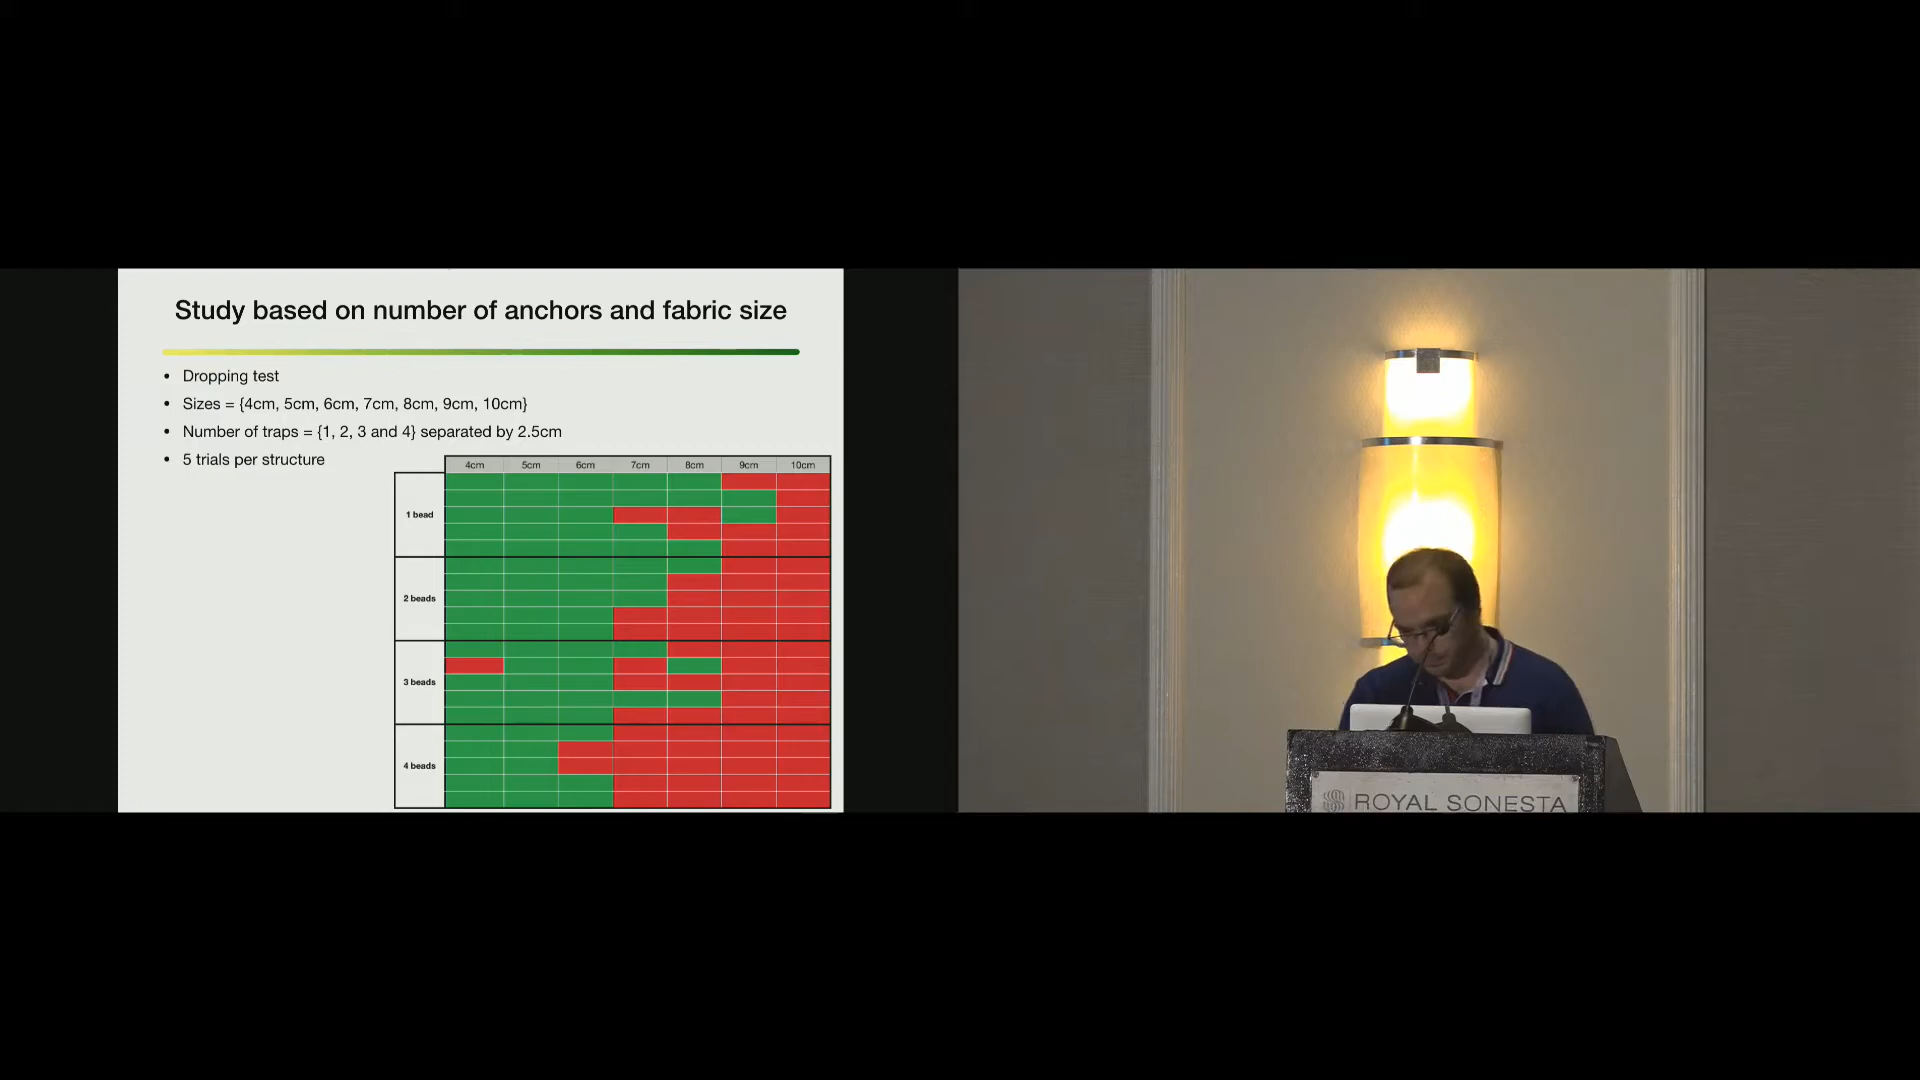 Study based on number of anchors and fabric size
• Dropping test
• Sizes = {4cm, 5cm, 6cm, 7cm, 8cm, 9cm, 10cm}
• Number of traps = {1, 2, 3 and 4} separated by 2.5cm
• 5 trials per structure
4cm 5cm 6cm 7cm 8cm 9cm 10cm
1 bead
2 beads
3 beads
4 beads
ROYAL SONESTA